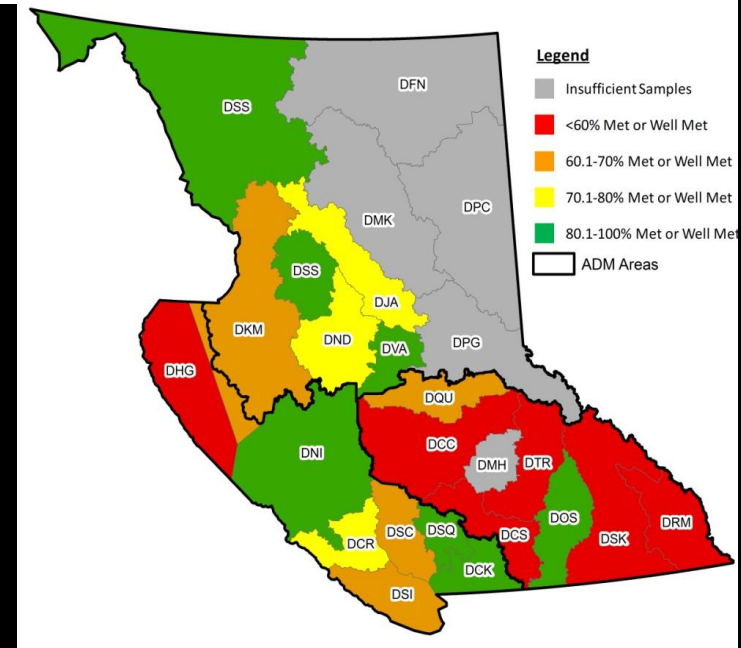 Legend
Insufficient Samples
<60% Met or Well Met
60.1-70% Met or Well Met
70.1-80% Met or Well Met
80.1-100% Met or Well Met
ADM Areas
DFN
DSS
DPC
DMK
DSS
DJA
DKM
DND
DVA
DPG
DHG
DQU
DCC
DNI
DMH
DTR
DOS
DRM
DSC
DSQ
DCS
DSK
DCR
DCK
DSI